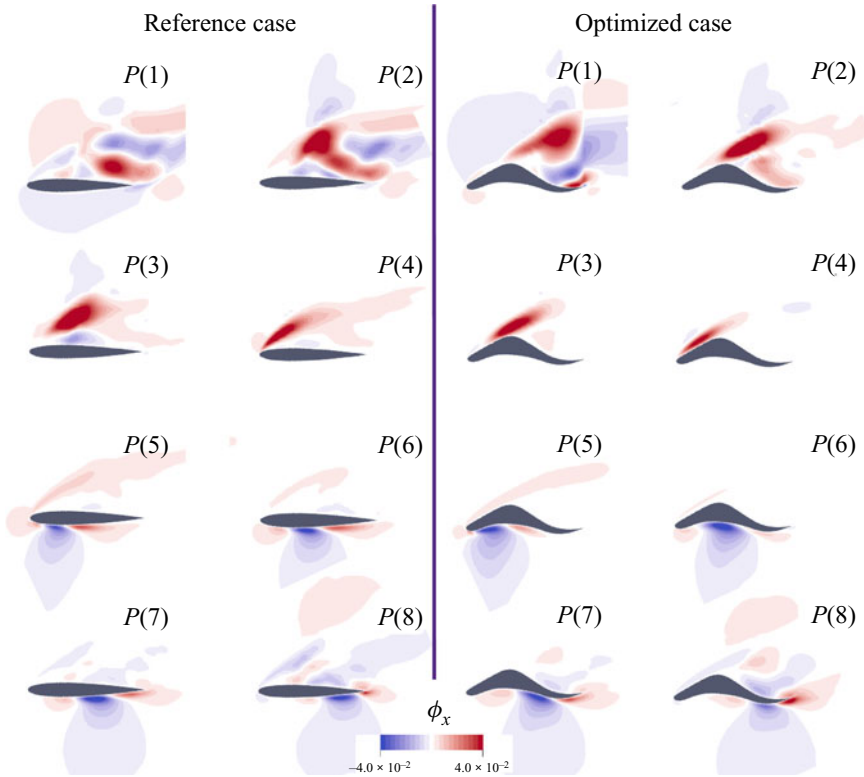 Reference case Optimized case
P(1) P(2) P(1) P(2)
P(3) P(4) P(3) P(4)
P(5) P(6) P(5) P(6)
P(7) P(8) P(7) P(8)
ϕₓ
−4.0 × 10⁻² 4.0 × 10⁻²